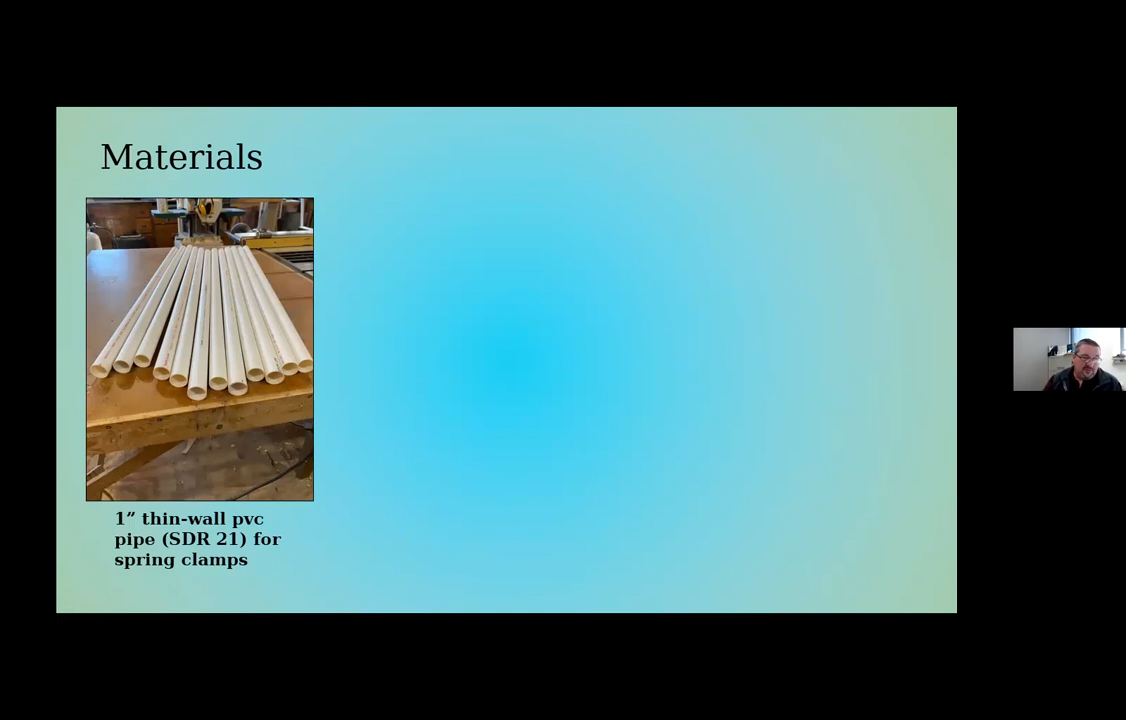 Materials
1” thin-wall pvc
pipe (SDR 21) for
spring clamps